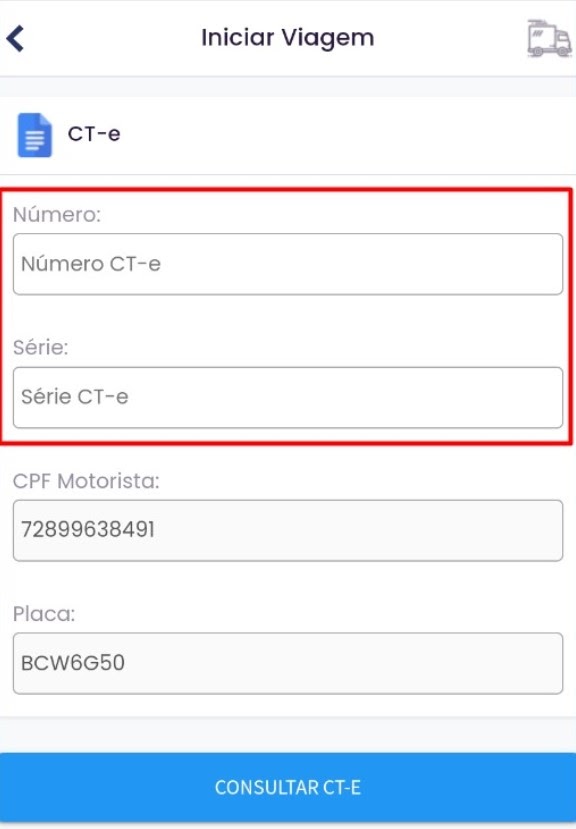 Iniciar Viagem
CT-e
Número:
Número CT-e
Série:
Série CT-e
CPF Motorista:
72899638491
Placa:
BCW6G50
CONSULTAR CT-E